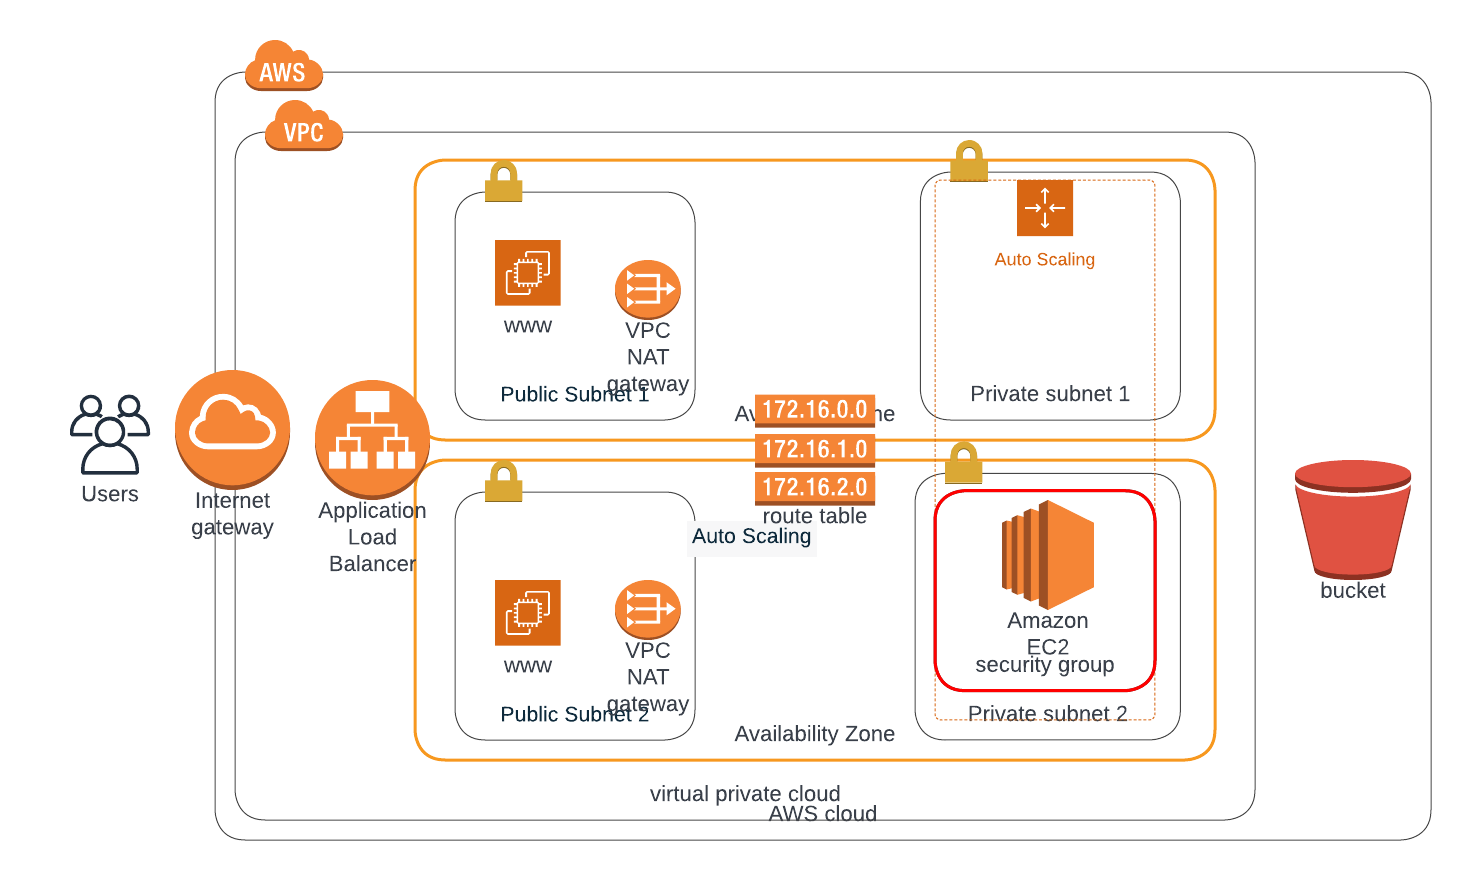 AWS
VPC
Auto Scaling
www
VPC
NAT
gateway
Public Subnet 1
Private subnet 1
172.16.0.0
172.16.1.0
172.16.2.0
route table
Users
Internet
gateway
Application
Load
Balancer
Auto Scaling
www
VPC
NAT
gateway
Public Subnet 2
Amazon
EC2
security group
Private subnet 2
bucket
Availability Zone
virtual private cloud
AWS cloud